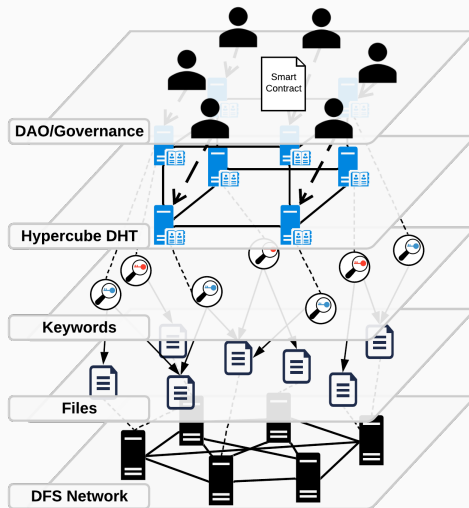 Smart
Contract
DAO/Governance
Hypercube DHT
Keywords
Files
DFS Network